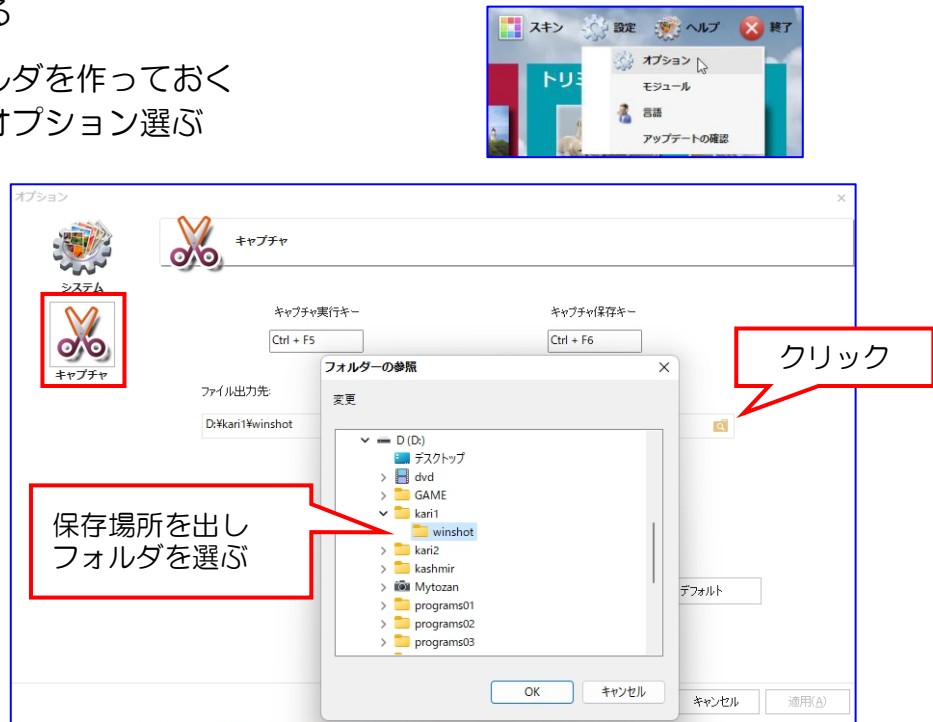 る
ルダを作っておく
オプション選ぶ
スキン 設定 ヘルプ 終了
オプション
トリミ
モジュール
言語
アップデートの確認
オプション
キャプチャ
システム
キャプチャ実行キー キャプチャ保存キー
Ctrl + F5 Ctrl + F6
クリック
キャプチャ
フォルダーの参照
ファイル出力先:
変更
D:¥kari1¥winshot
D (D:)
デスクトップ
dvd
GAME
kari1
winshot
保存場所を出し
フォルダを選ぶ
kari2
kashmir
Mytozan
デフォルト
programs01
programs02
programs03
OK キャンセル
キャンセル 適用(A)